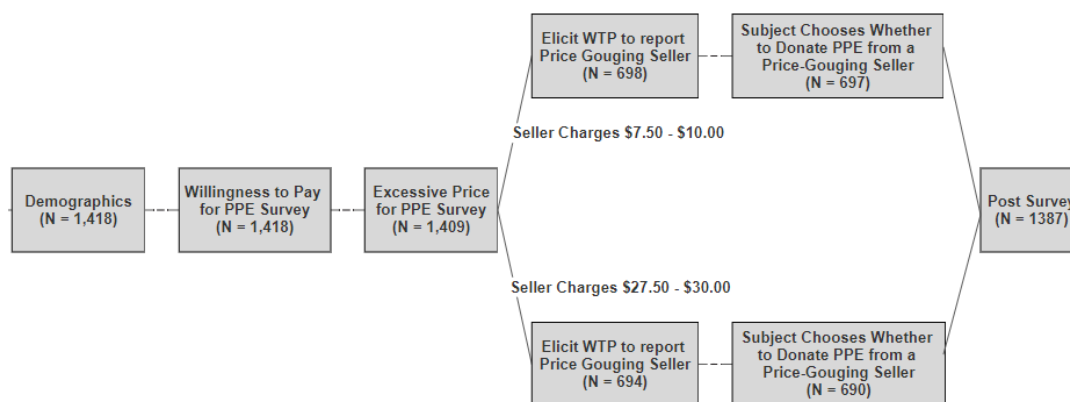 Demographics
(N = 1,418)
Willingness to Pay
for PPE Survey
(N = 1,418)
Excessive Price
for PPE Survey
(N = 1,409)
Elicit WTP to report
Price Gouging Seller
(N = 698)
Subject Chooses Whether
to Donate PPE from a
Price-Gouging Seller
(N = 697)
Seller Charges $7.50 - $10.00
Seller Charges $27.50 - $30.00
Elicit WTP to report
Price Gouging Seller
(N = 694)
Subject Chooses Whether
to Donate PPE from a
Price-Gouging Seller
(N = 690)
Post Survey
(N = 1387)